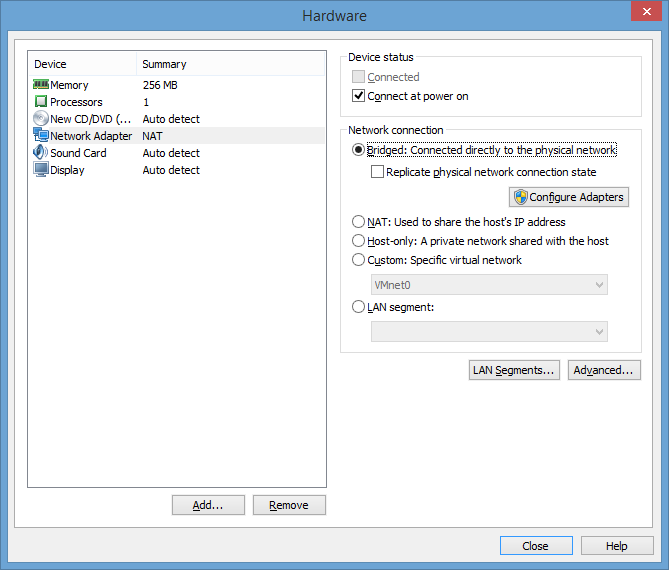 Hardware
Device Summary
Memory 256 MB
Processors 1
New CD/DVD (... Auto detect
Network Adapter NAT
Sound Card Auto detect
Display Auto detect
Add... Remove
Device status
Connected
Connect at power on
Network connection
Bridged: Connected directly to the physical network
Replicate physical network connection state
Configure Adapters
NAT: Used to share the host's IP address
Host-only: A private network shared with the host
Custom: Specific virtual network
VMnet0
LAN segment:
LAN Segments... Advanced...
Close Help